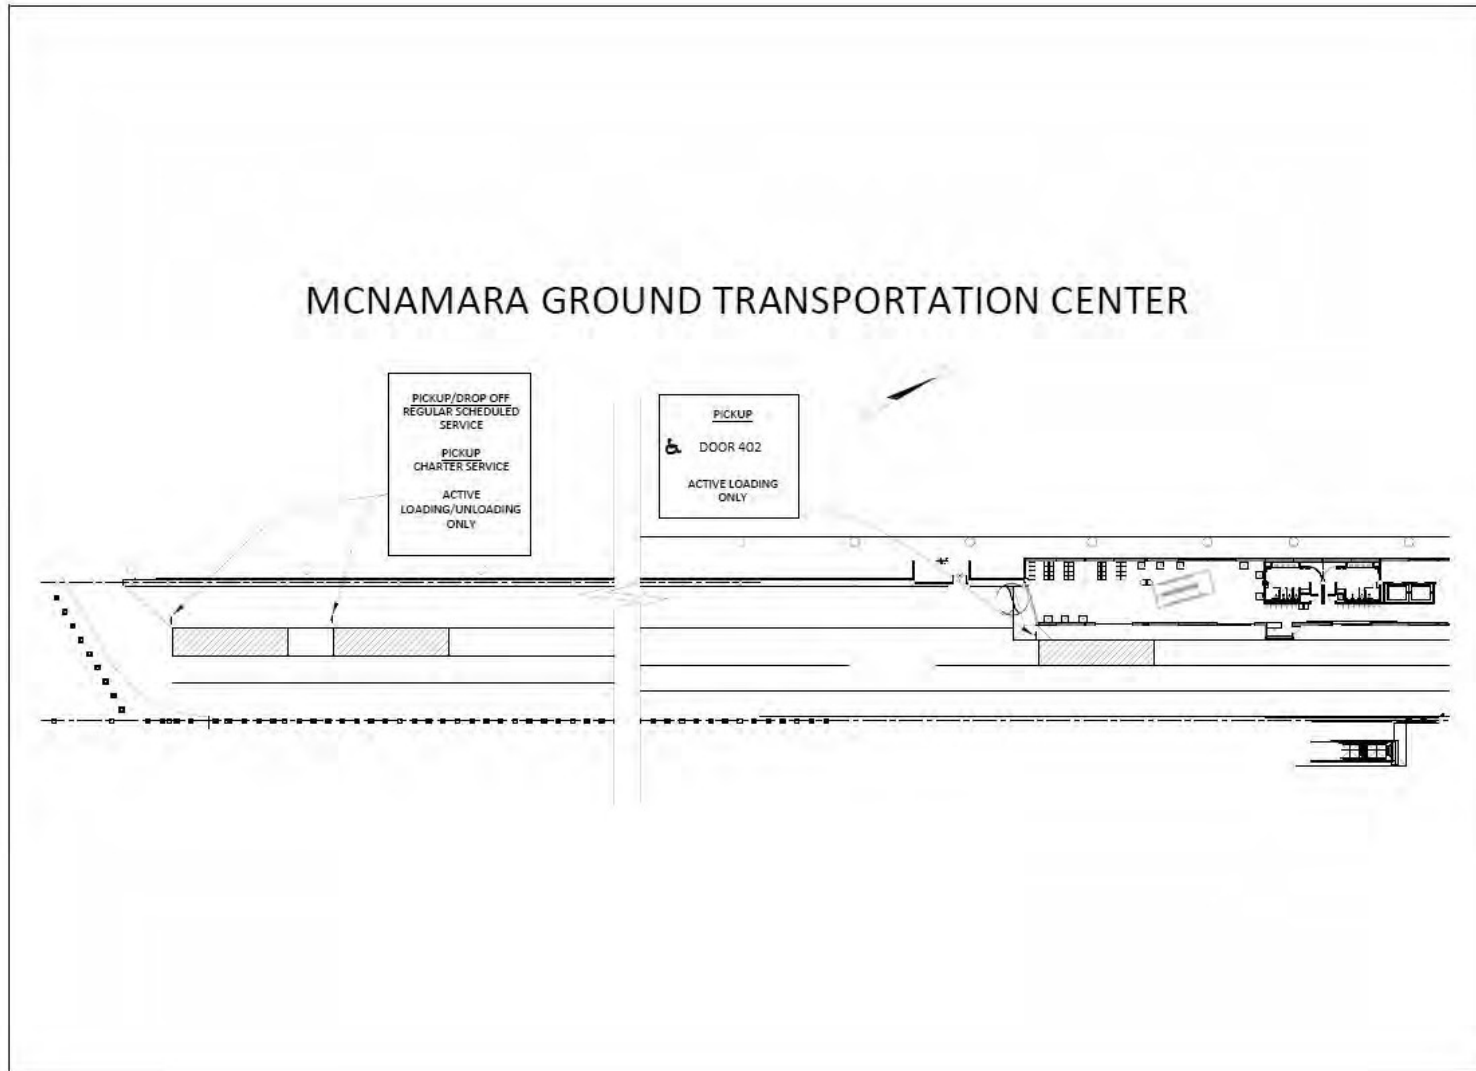 MCNAMARA GROUND TRANSPORTATION CENTER
PICKUP/DROP OFF
REGULAR SCHEDULED
SERVICE
PICKUP
CHARTER SERVICE
ACTIVE
LOADING/UNLOADING
ONLY
PICKUP
DOOR 402
ACTIVE LOADING
ONLY